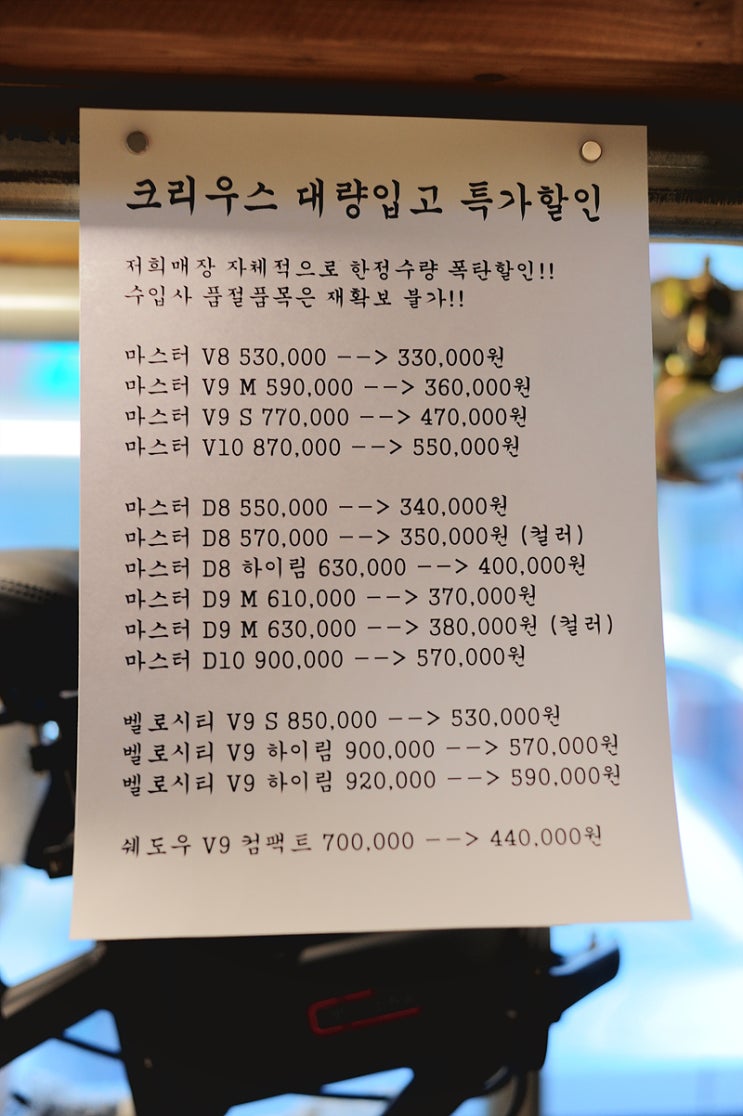 크리우스 대량입고 특가할인
저희매장 자체적으로 한정수량 폭탄할인!!
수입사 품절품목은 재확보 불가!!
마스터 V8 530,000 --> 330,000원
마스터 V9 M 590,000 --> 360,000원
마스터 V9 S 770,000 --> 470,000원
마스터 V10 870,000 --> 550,000원
마스터 D8 550,000 --> 340,000원
마스터 D8 570,000 --> 350,000원 (컬러)
마스터 D8 하이림 630,000 --> 400,000원
마스터 D9 M 610,000 --> 370,000원
마스터 D9 M 630,000 --> 380,000원 (컬러)
마스터 D10 900,000 --> 570,000원
벨로시티 V9 S 850,000 --> 530,000원
벨로시티 V9 하이림 900,000 --> 570,000원
벨로시티 V9 하이림 920,000 --> 590,000원
쉐도우 V9 컴팩트 700,000 --> 440,000원